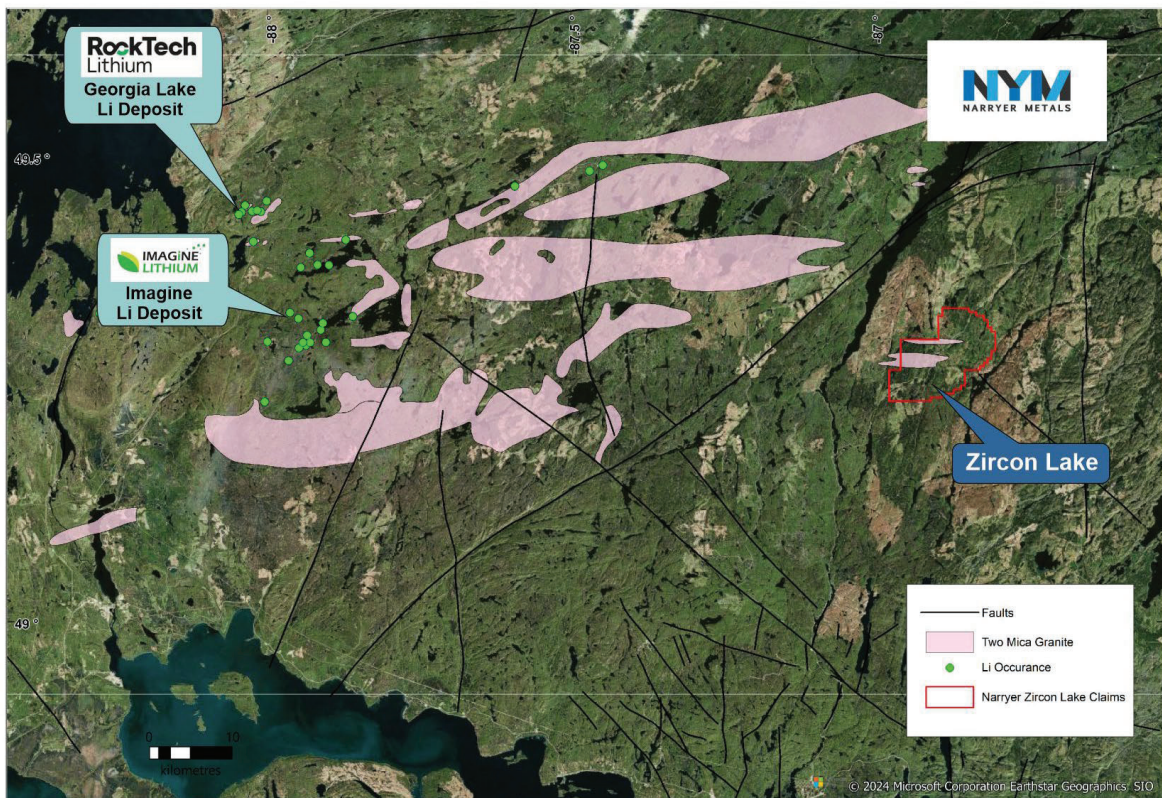 RockTech
Lithium
Georgia Lake
Li Deposit
-88 °
-87.5 °
-87 °
NYM
NARRYER METALS
49.5 °
IMAGINE
LITHIUM
Imagine
Li Deposit
Zircon Lake
49 °
Faults
Two Mica Granite
Li Occurance
Narryer Zircon Lake Claims
0 10
kilometres
© 2024 Microsoft Corporation Earthstar Geographics SIO